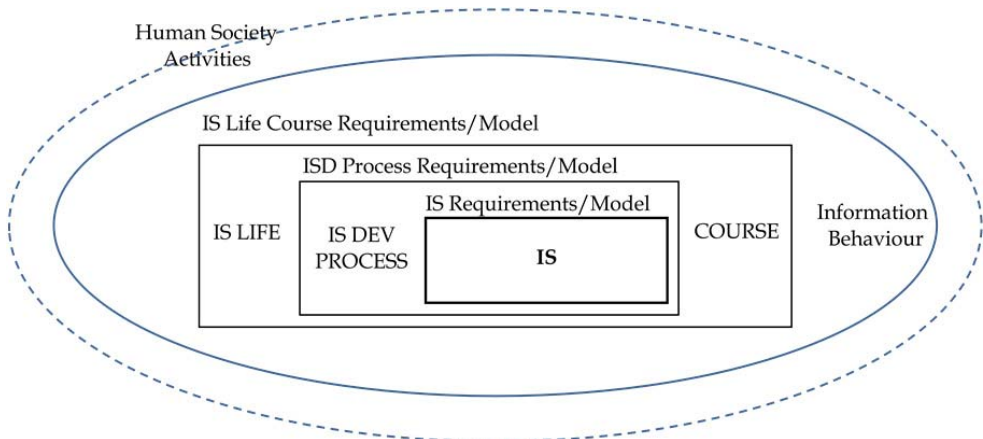 Human Society
Activities
IS Life Course Requirements/Model
ISD Process Requirements/Model
IS Requirements/Model
IS LIFE
IS DEV
PROCESS
IS
COURSE
Information
Behaviour